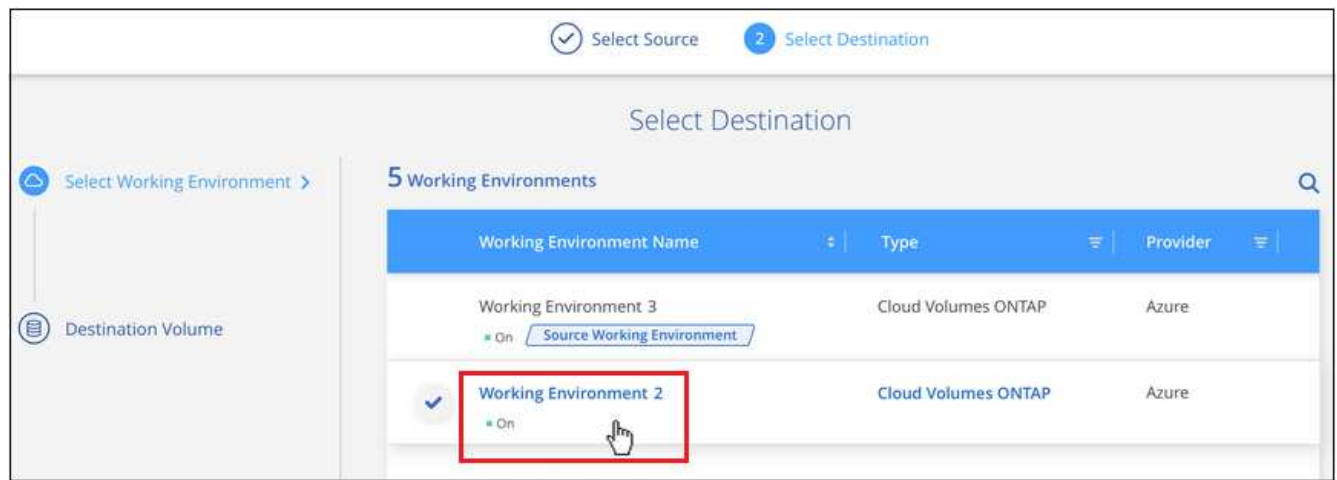 Select Source 2 Select Destination
Select Destination
Select Working Environment
5 Working Environments
Working Environment Name Type Provider
Working Environment 3 Cloud Volumes ONTAP Azure
On Source Working Environment
Destination Volume
Working Environment 2 Cloud Volumes ONTAP Azure
On